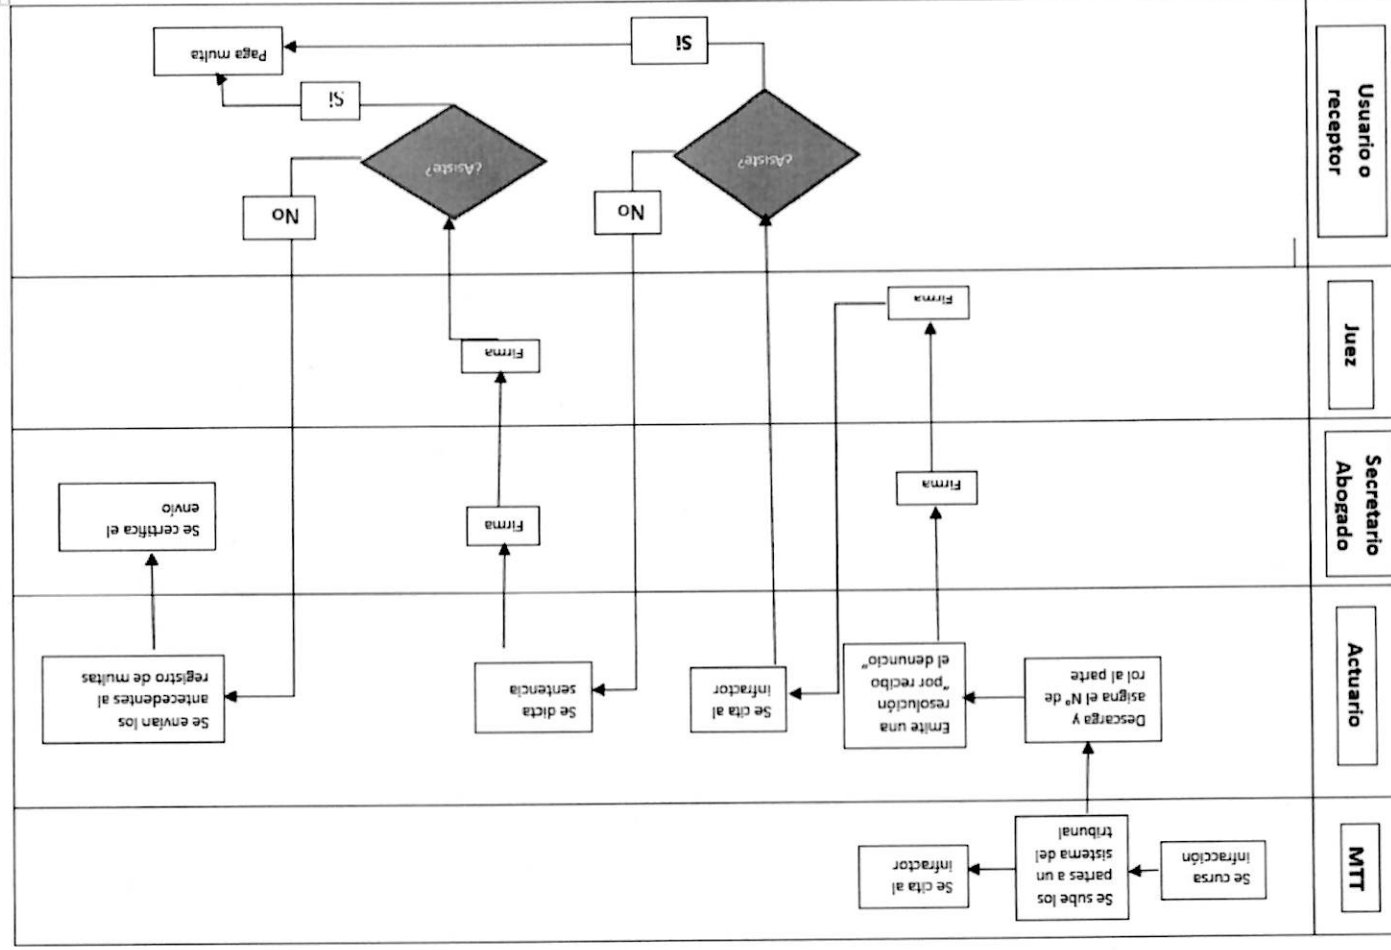 MTT
Se cursa
infracción
Se sube los
partes a un
sistema del
tribunal
Se cita al
infractor
Actuario
Descarga y
asigna el Nº de
rol al parte
Emite una
resolución
"por recibo
el denuncio"
Se cita al
infractor
Se dicta
sentencia
Se envían los
antecedentes al
registro de multas
Secretario
Abogado
Firma
Firma
Se certifica el
envío
Juez
Firma
Firma
Usuario o
receptor
¿Asiste?
No
Si
¿Asiste?
No
Si
Paga multa